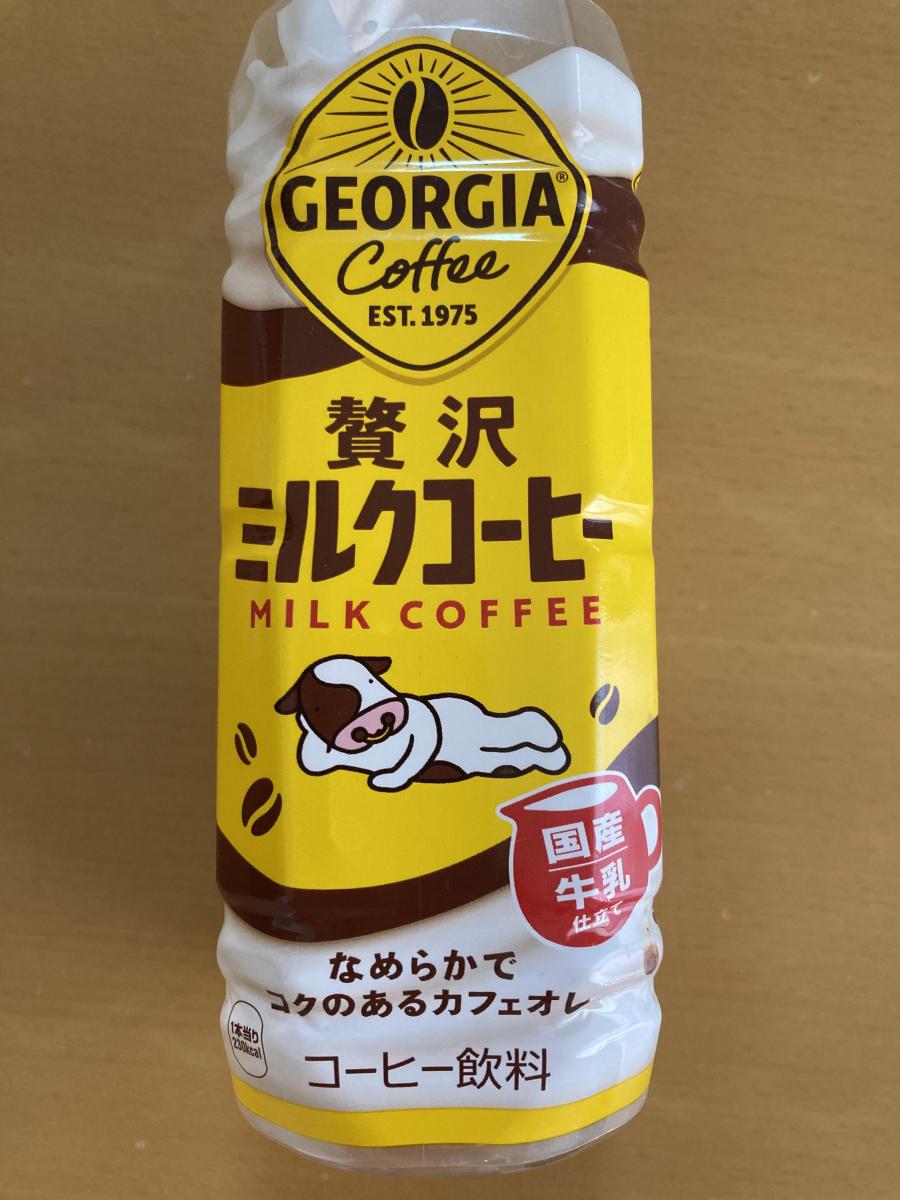 GEORGIA®
Coffee
EST. 1975
贅沢
ミルクコーヒー
MILK COFFEE
国産
牛乳
仕立て
なめらかで
コクのあるカフェオレ
1本当り
230kcal
コーヒー飲料